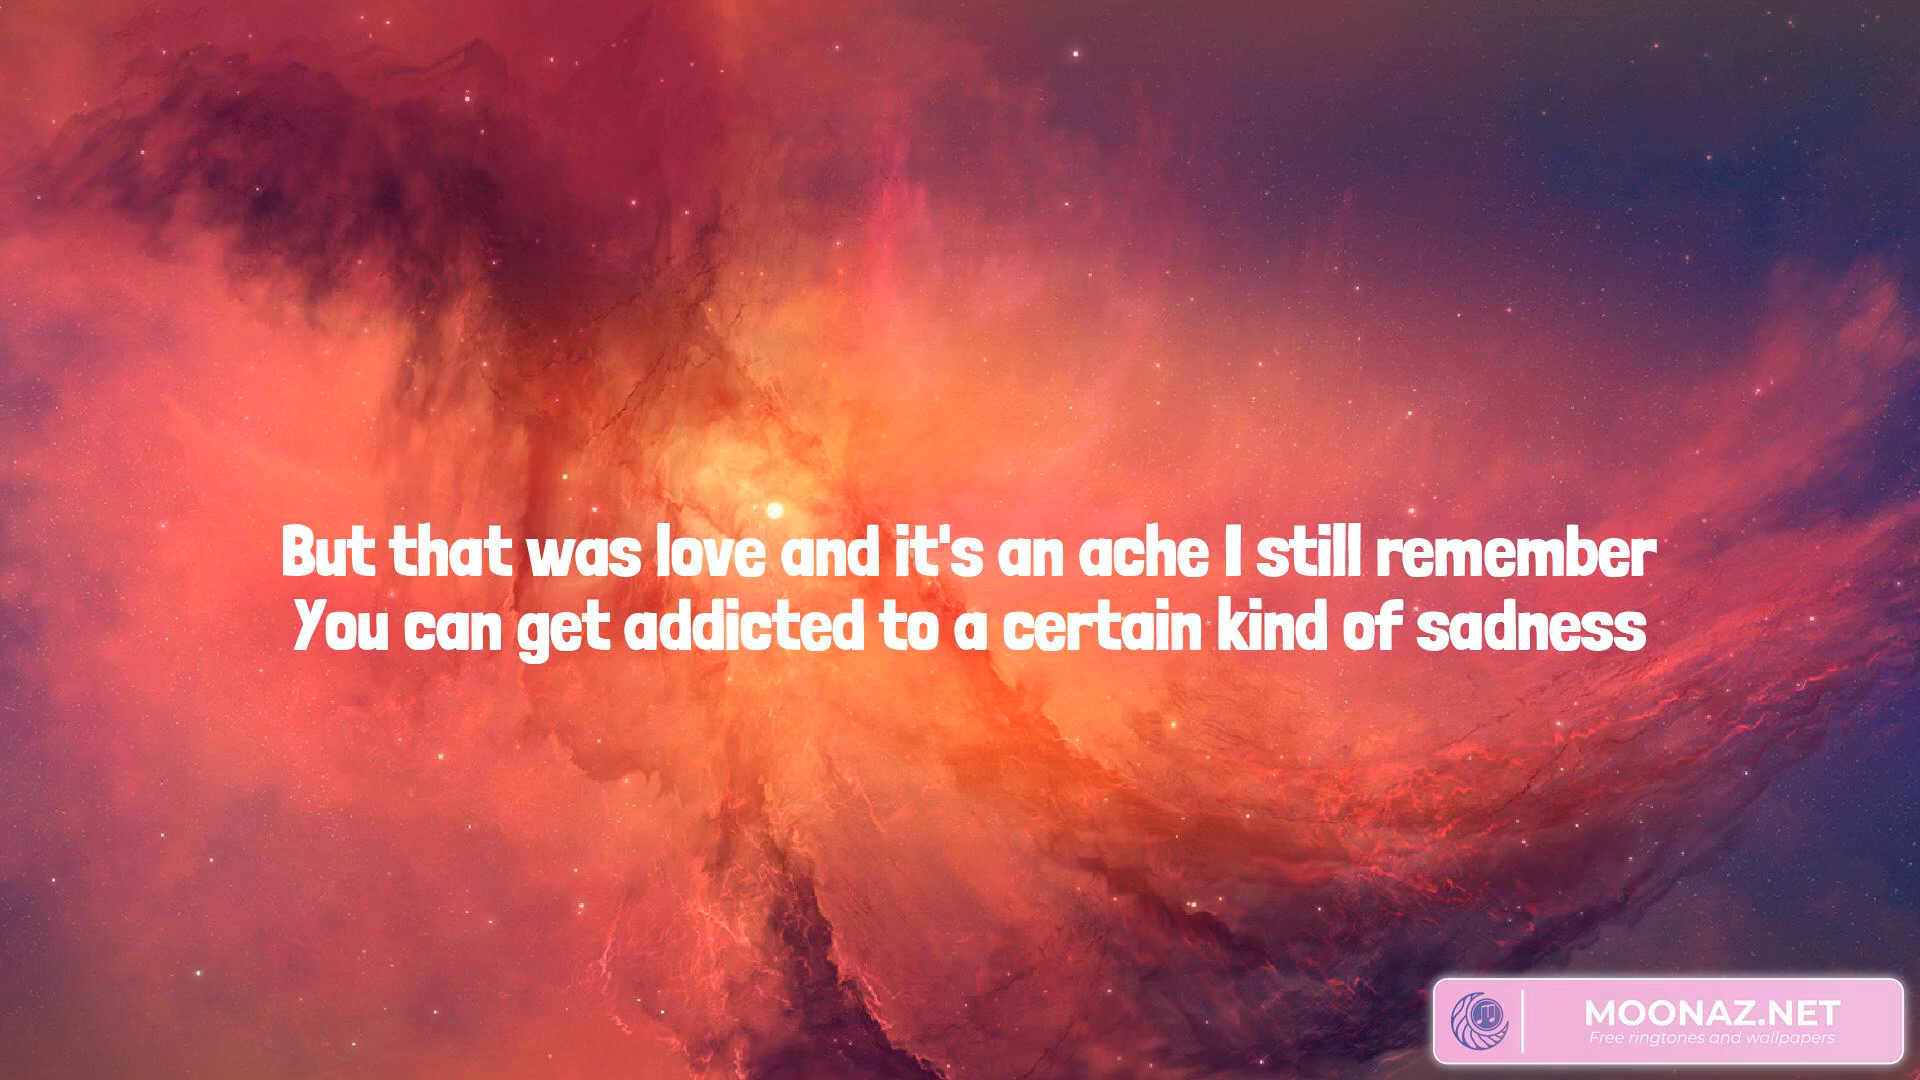 But that was love and it's an ache I still remember
You can get addicted to a certain kind of sadness
MOONAZ.NET
Free ringtones and wallpapers